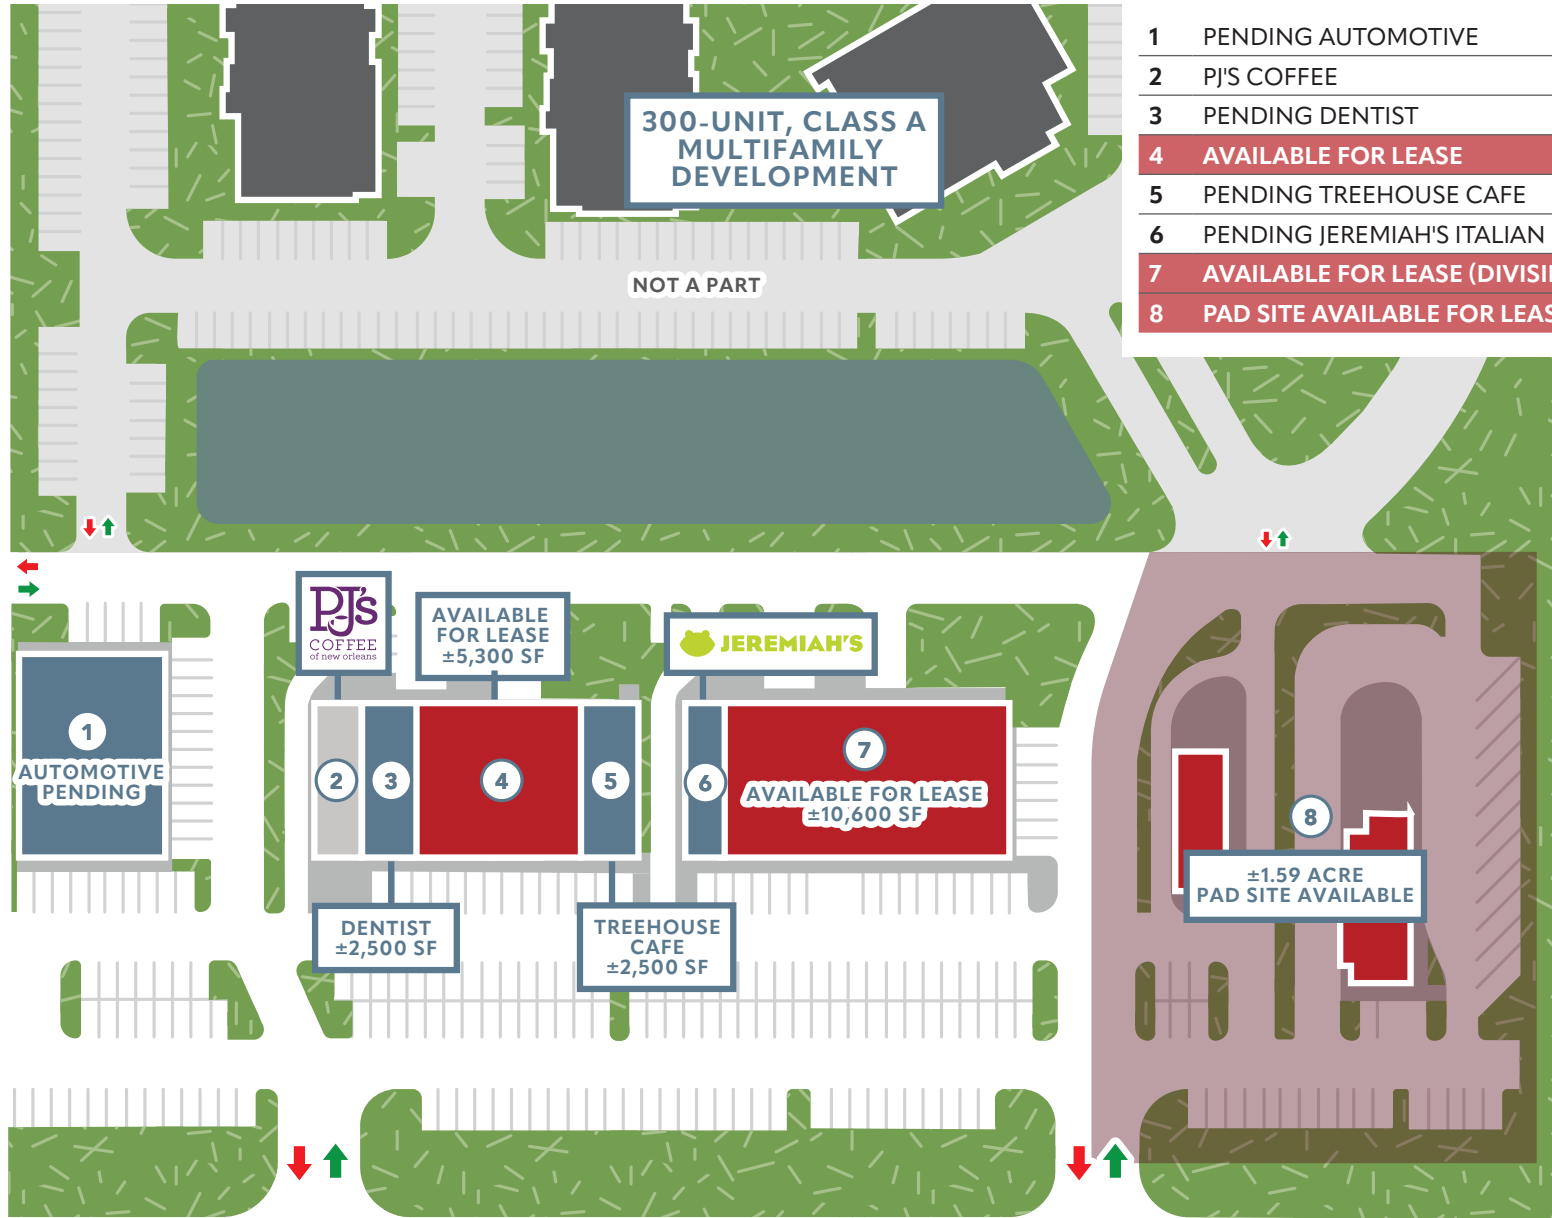 1 PENDING AUTOMOTIVE
2 PJ'S COFFEE
3 PENDING DENTIST
4 AVAILABLE FOR LEASE
5 PENDING TREEHOUSE CAFE
6 PENDING JEREMIAH'S ITALIAN
7 AVAILABLE FOR LEASE
8 PAD SITE AVAILABLE FOR
300-UNIT, CLASS A
MULTIFAMILY
DEVELOPMENT
NOT A PART
PJ's
COFFEE
of new orleans
AVAILABLE
FOR LEASE
±5,300 SF
JEREMIAH'S
1
AUTOMOTIVE
PENDING
2
3
4
5
6
7
AVAILABLE FOR LEASE
±10,600 SF
8
±1.59 ACRE
PAD SITE AVAILABLE
DENTIST
±2,500 SF
TREEHOUSE
CAFE
±2,500 SF